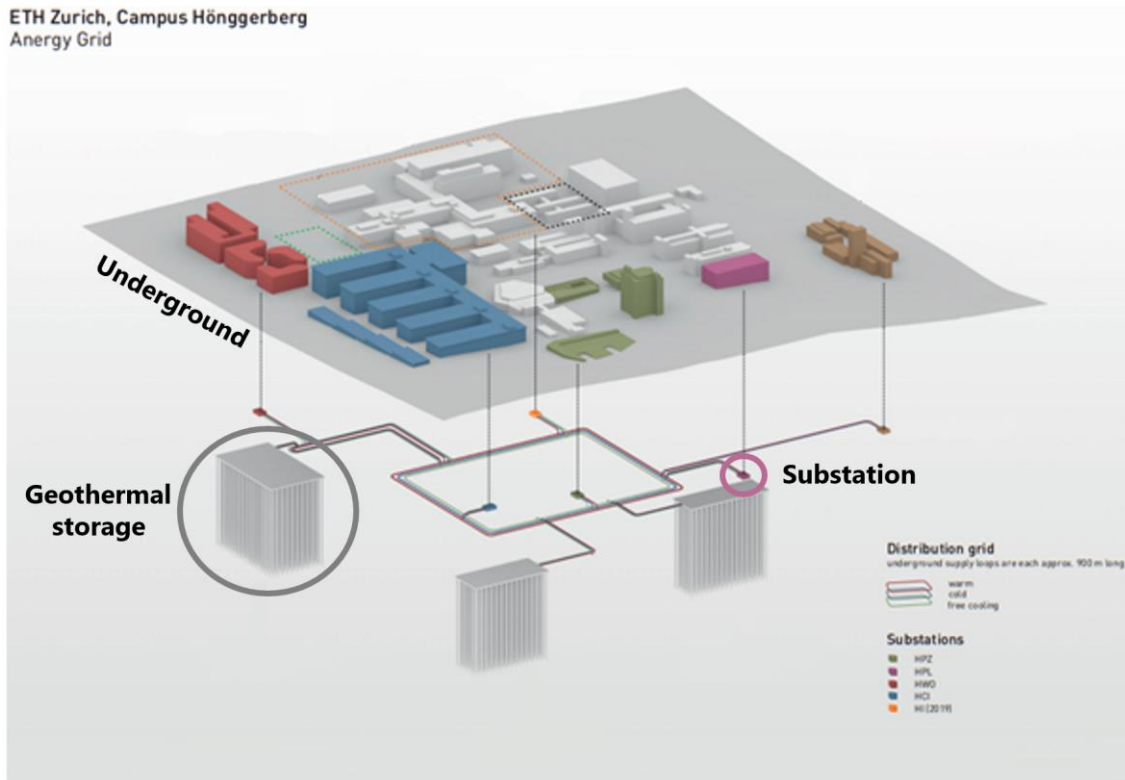 ETH Zurich, Campus Hönggerberg
Anergy Grid
Underground
Geothermal
storage
Substation
Distribution grid
underground supply loops are each approx. 900 m long
warm
cold
free cooling
Substations
HPZ
HPL
HWO
HCI
HI (2019)